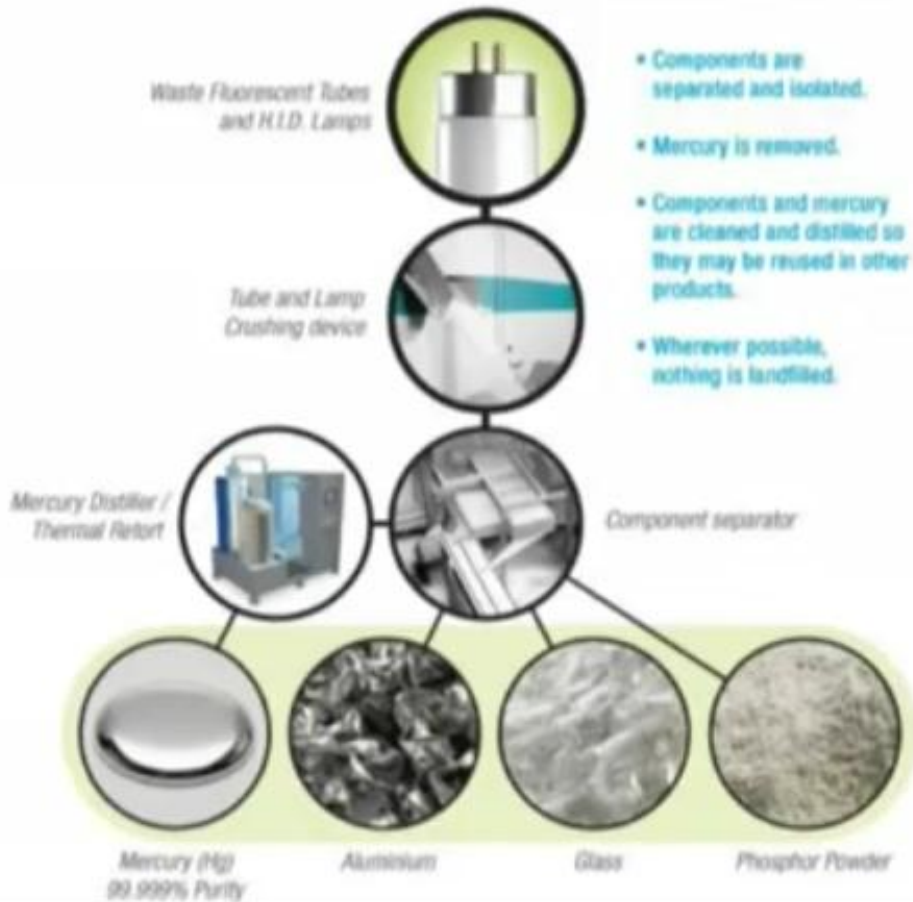 Waste Fluorescent Tubes
and H.I.D. Lamps
• Components are
separated and isolated.
• Mercury is removed.
• Components and mercury
are cleaned and distilled so
they may be reused in other
products.
• Wherever possible,
nothing is landfilled.
Tube and Lamp
Crushing device
Mercury Distiller /
Thermal Retort
Component separator
Mercury (Hg)
99.999% Purity
Aluminium
Glass
Phosphor Powder